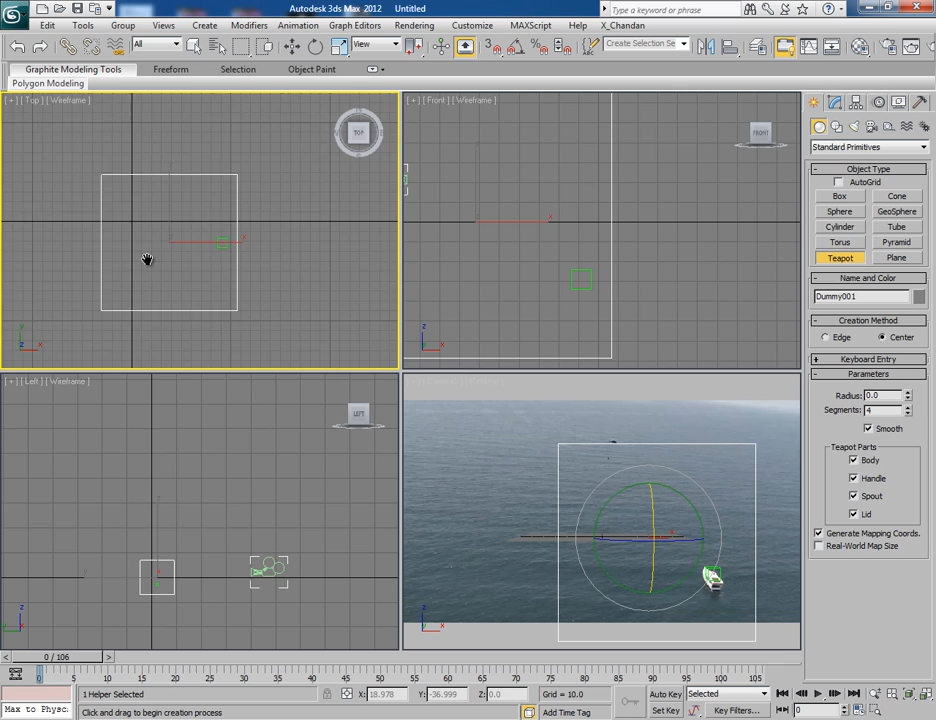 Autodesk 3ds Max 2012 Untitled
Type a keyword or phrase
Edit Tools Group Views Create Modifiers Animation Graph Editors Rendering Customize MAXScript Help X_Chandan
All View Create Selection Se
Graphite Modeling Tools Freeform Selection Object Paint
Polygon Modeling
[ + ] [ Top ] [ Wireframe ]
TOP
[ + ] [ Front ] [ Wireframe ]
FRONT
[ + ] [ Left ] [ Wireframe ]
LEFT
Standard Primitives
- Object Type
AutoGrid
Box Cone
Sphere GeoSphere
Cylinder Tube
Torus Pyramid
Teapot Plane
- Name and Color
Dummy001
- Creation Method
Edge Center
+ Keyboard Entry
- Parameters
Radius: 0.0
Segments: 4
Smooth
Teapot Parts
Body
Handle
Spout
Lid
Generate Mapping Coords.
Real-World Map Size
< 0 / 106 >
0 5 10 15 20 25 30 35 40 45 50 55 60 65 70 75 80 85 90 95 100 105
1 Helper Selected X: 18.978 Y: -36.999 Z: 0.0 Grid = 10.0 Auto Key Selected
Max to Physc: Click and drag to begin creation process Add Time Tag Set Key Key Filters... 0